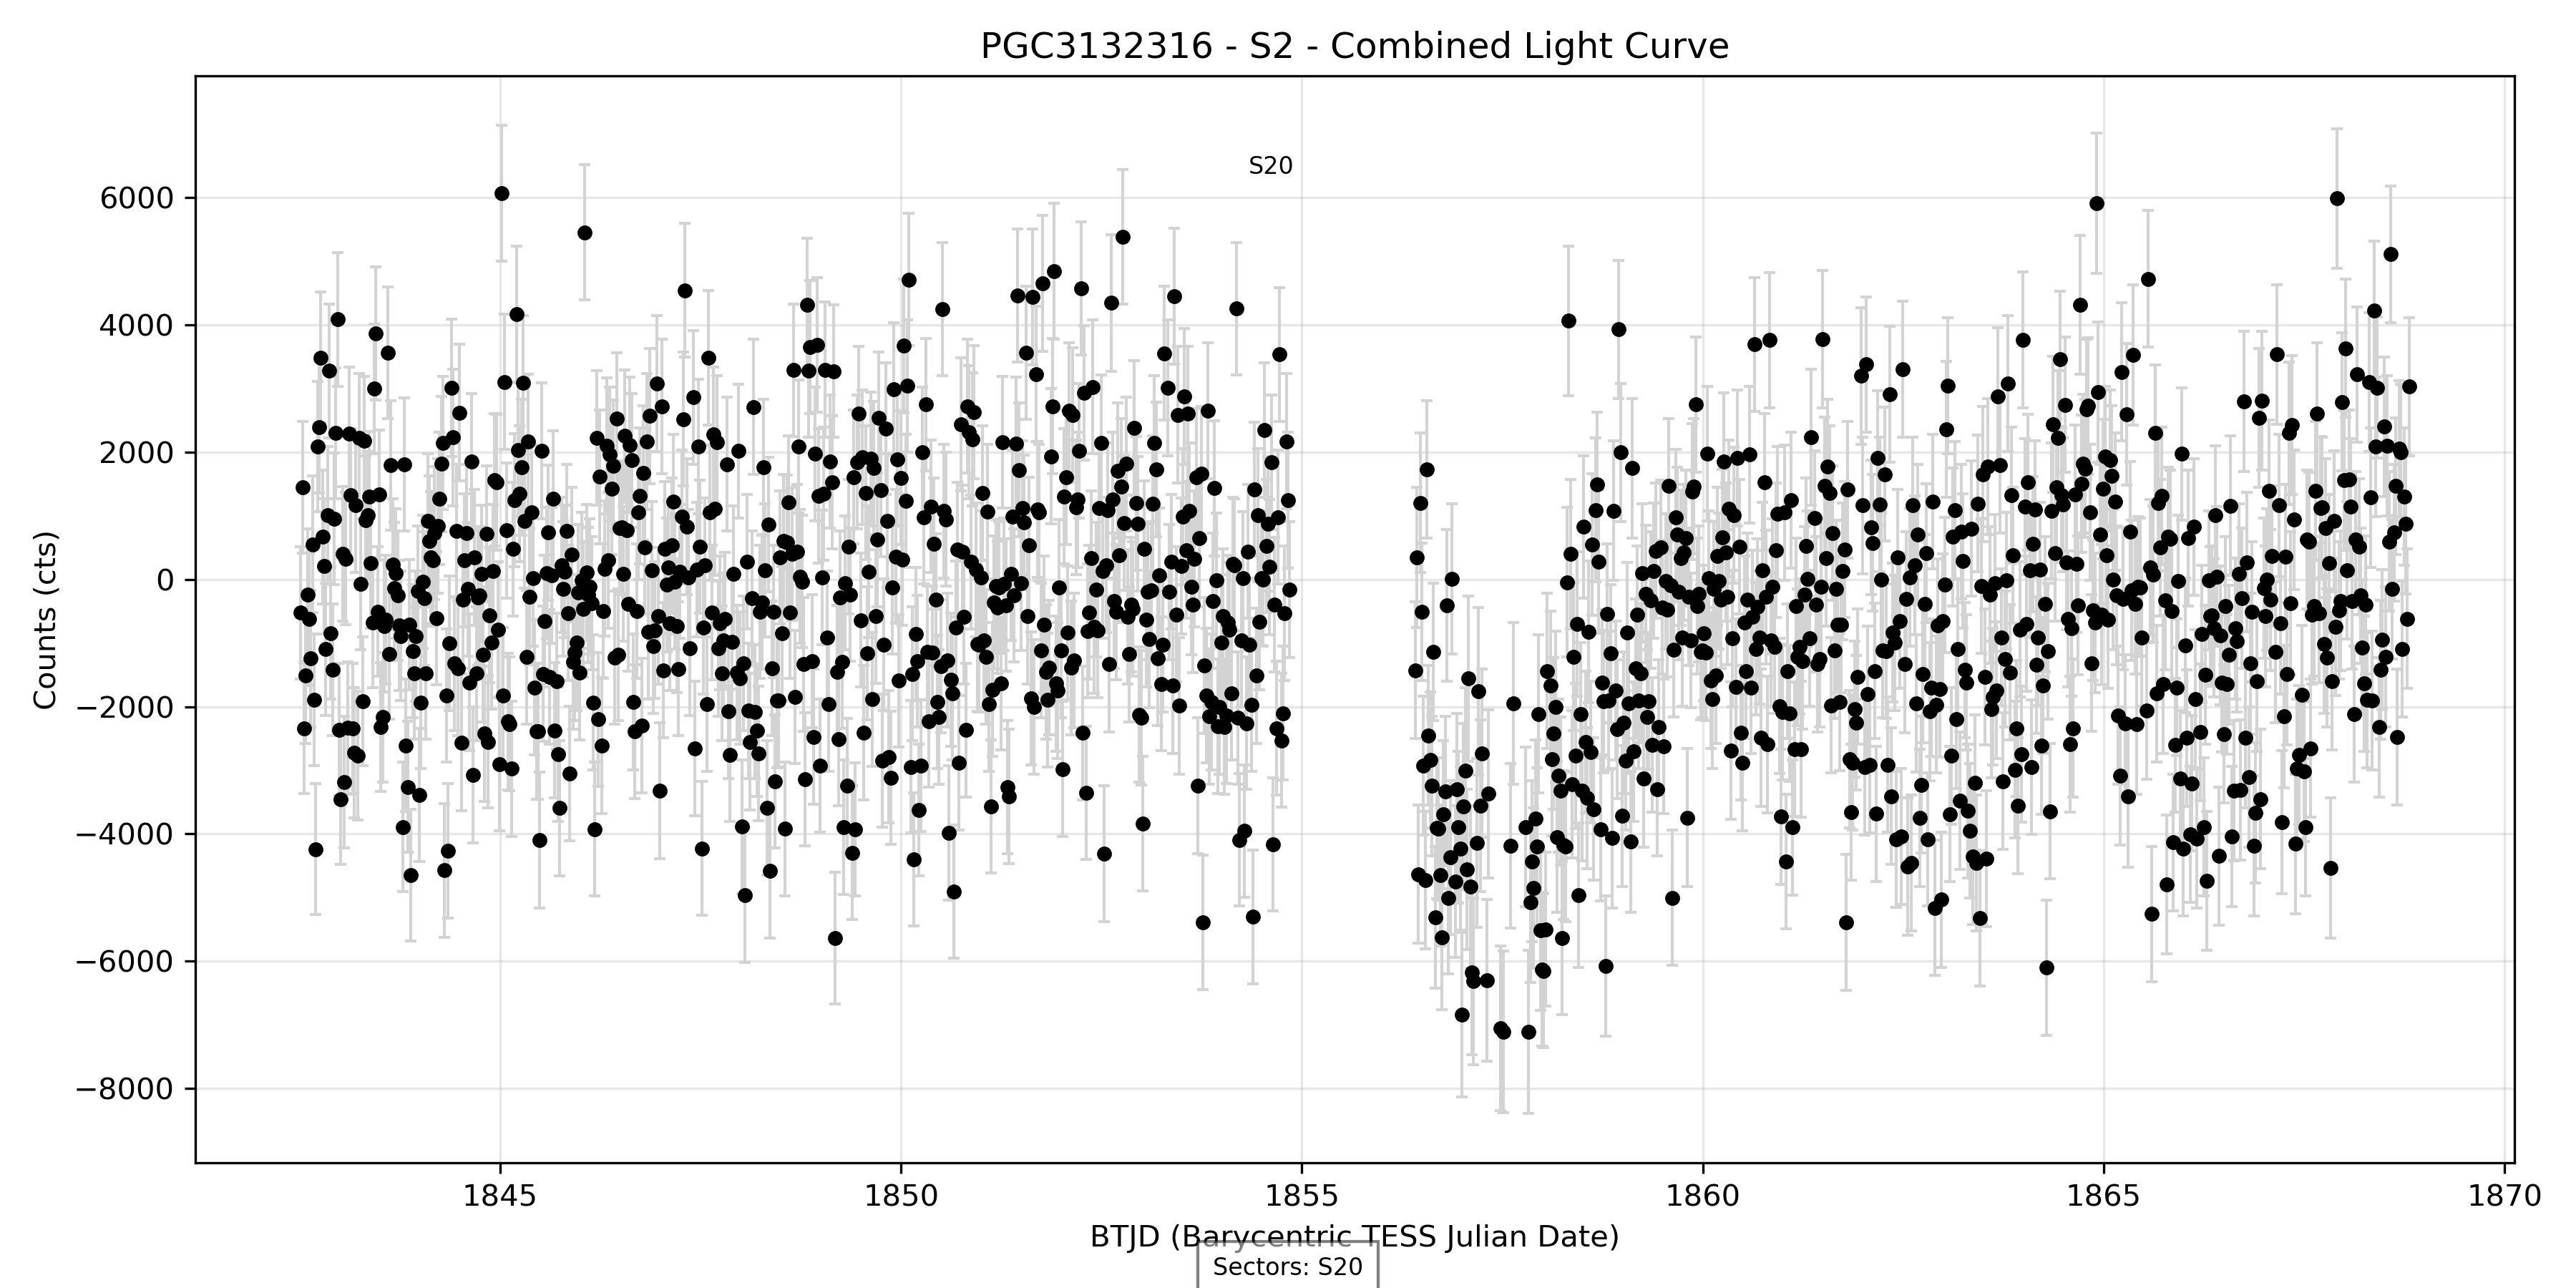 PGC3132316 - S2 - Combined Light Curve
S20
6000
4000
2000
0
−2000
−4000
−6000
−8000
Counts (cts)
1845 1850 1855 1860 1865 1870
BTJD (Barycentric TESS Julian Date)
Sectors: S20